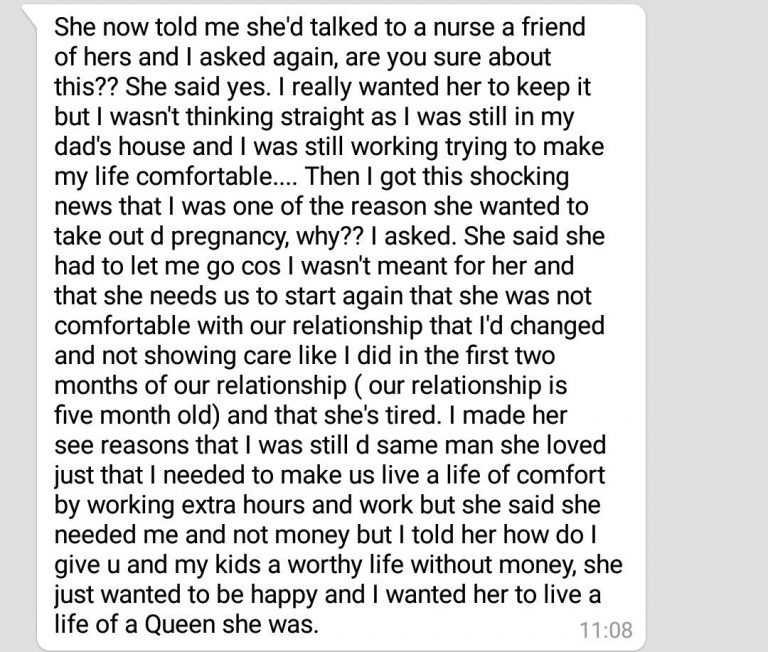 She now told me she'd talked to a nurse a friend
of hers and I asked again, are you sure about
this?? She said yes. I really wanted her to keep it
but I wasn't thinking straight as I was still in my
dad's house and I was still working trying to make
my life comfortable.... Then I got this shocking
news that I was one of the reason she wanted to
take out d pregnancy, why?? I asked. She said she
had to let me go cos I wasn't meant for her and
that she needs us to start again that she was not
comfortable with our relationship that I'd changed
and not showing care like I did in the first two
months of our relationship ( our relationship is
five month old) and that she's tired. I made her
see reasons that I was still d same man she loved
just that I needed to make us live a life of comfort
by working extra hours and work but she said she
needed me and not money but I told her how do I
give u and my kids a worthy life without money, she
just wanted to be happy and I wanted her to live a
life of a Queen she was.
11:08